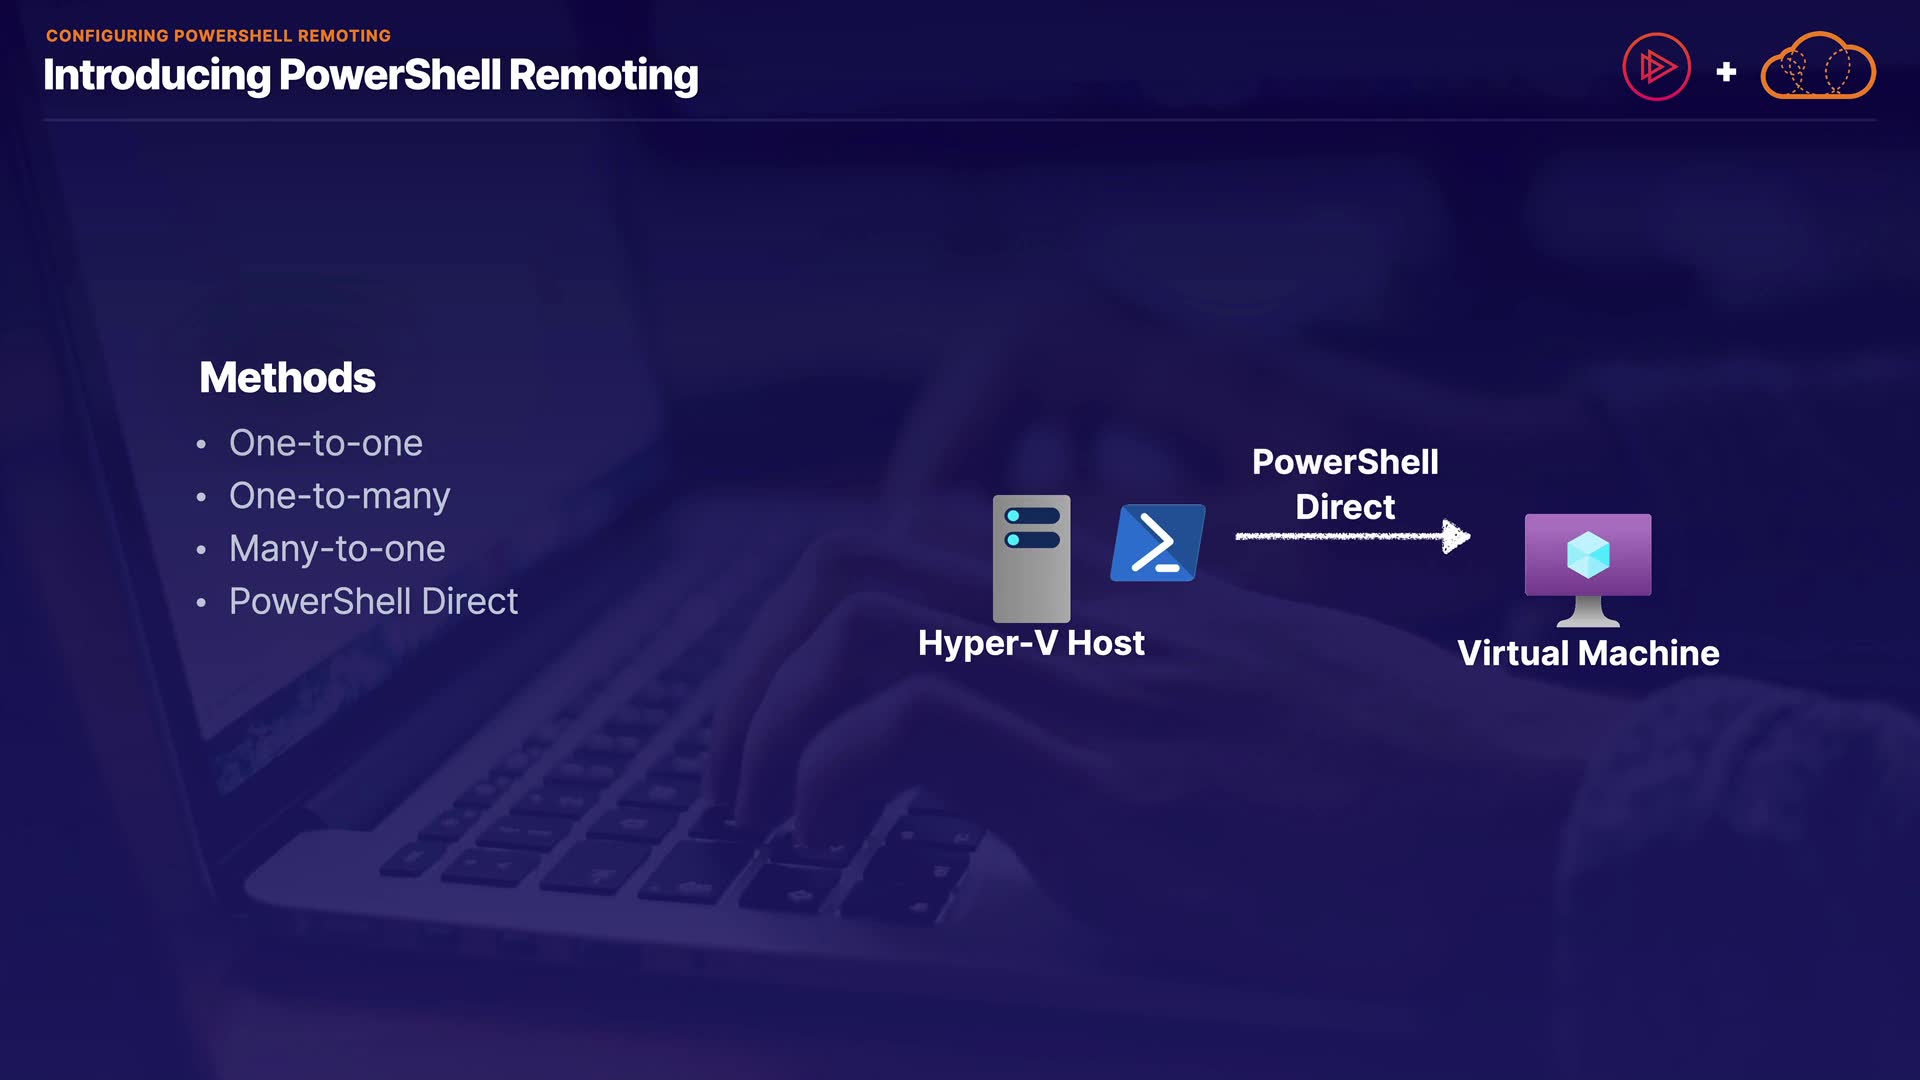 CONFIGURING POWERSHELL REMOTING
Introducing PowerShell Remoting
Methods
• One-to-one
• One-to-many
• Many-to-one
• PowerShell Direct
PowerShell
Direct
Hyper-V Host
Virtual Machine